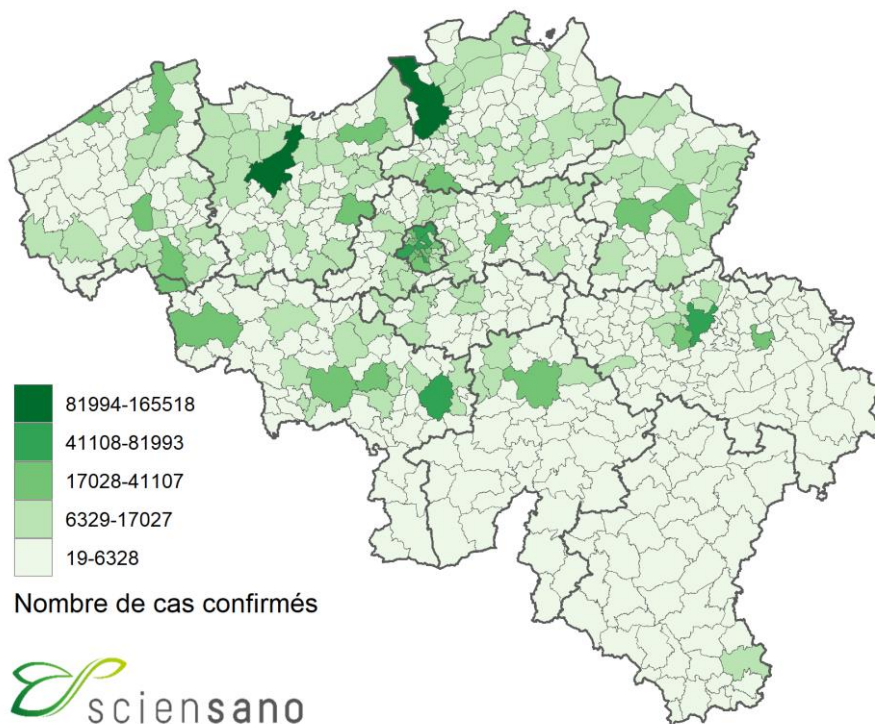 81994-165518
41108-81993
17028-41107
6329-17027
19-6328
Nombre de cas confirmés
sciensano